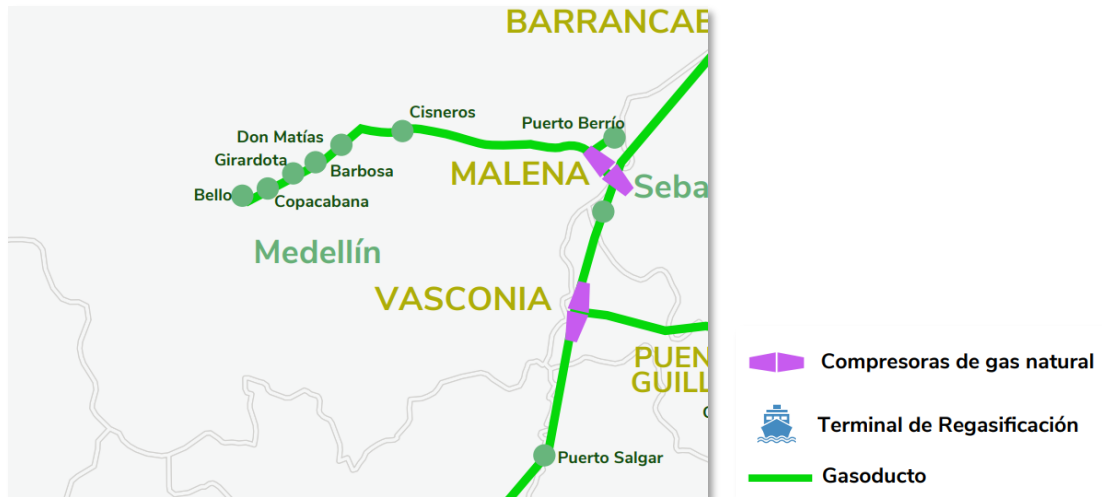 BARRANCAB
Cisneros
Puerto Berrío
Don Matías
Girardota
Barbosa
MALENA
Bello
Copacabana
Seba
Medellín
VASCONIA
PUEN
GUILL
Puerto Salgar
Compresoras de gas natural
Terminal de Regasificación
Gasoducto